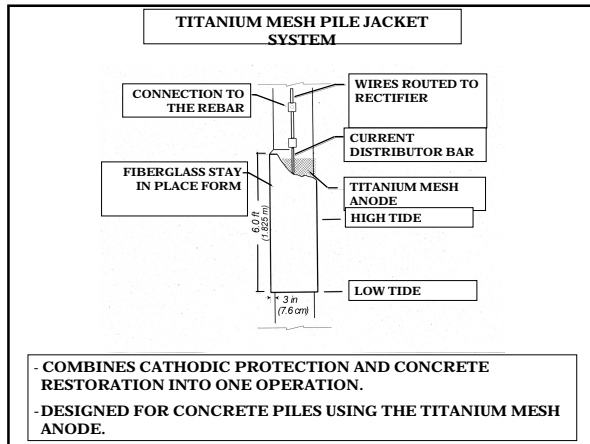 TITANIUM MESH PILE JACKET
SYSTEM
CONNECTION TO
THE REBAR
WIRES ROUTED TO
RECTIFIER
CURRENT
DISTRIBUTOR BAR
FIBERGLASS STAY
IN PLACE FORM
TITANIUM MESH
ANODE
HIGH TIDE
6.0 ft
(1.825 m)
LOW TIDE
3 in
(7.6 cm)
- COMBINES CATHODIC PROTECTION AND CONCRETE
RESTORATION INTO ONE OPERATION.
- DESIGNED FOR CONCRETE PILES USING THE TITANIUM MESH
ANODE.